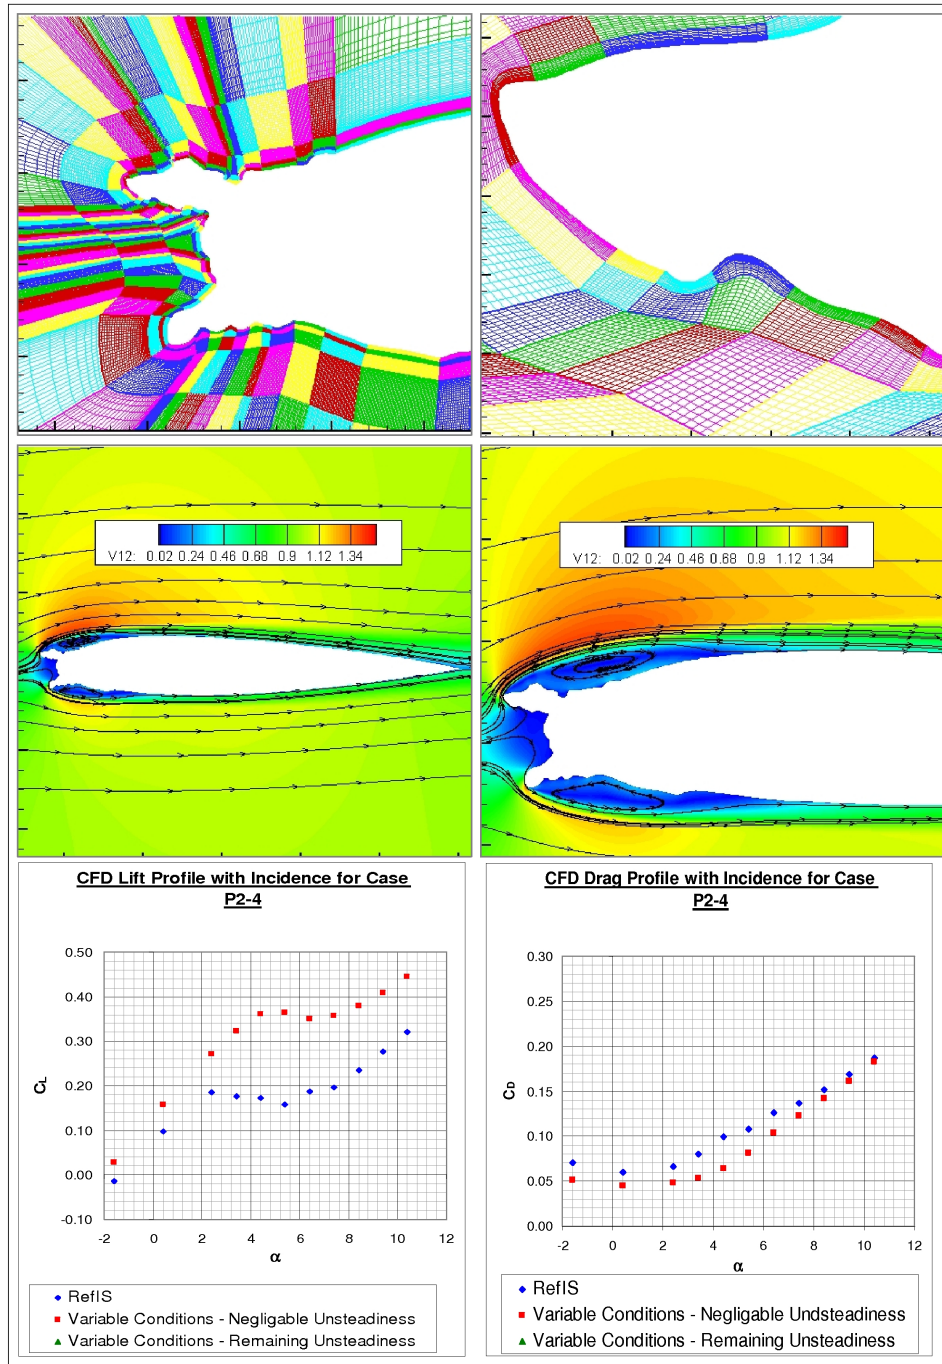 V12: 0.02 0.24 0.46 0.68 0.9 1.12 1.34
V12: 0.02 0.24 0.46 0.68 0.9 1.12 1.34
CFD Lift Profile with Incidence for Case
P2-4
0.50
0.40
0.30
0.20
0.10
0.00
-0.10
CL
-2 0 2 4 6 8 10 12
α
RefIS
Variable Conditions - Negligable Unsteadiness
Variable Conditions - Remaining Unsteadiness
CFD Drag Profile with Incidence for Case
P2-4
0.30
0.25
0.20
0.15
0.10
0.05
0.00
CD
-2 0 2 4 6 8 10 12
α
RefIS
Variable Conditions - Negligable Undsteadiness
Variable Conditions - Remaining Unsteadiness